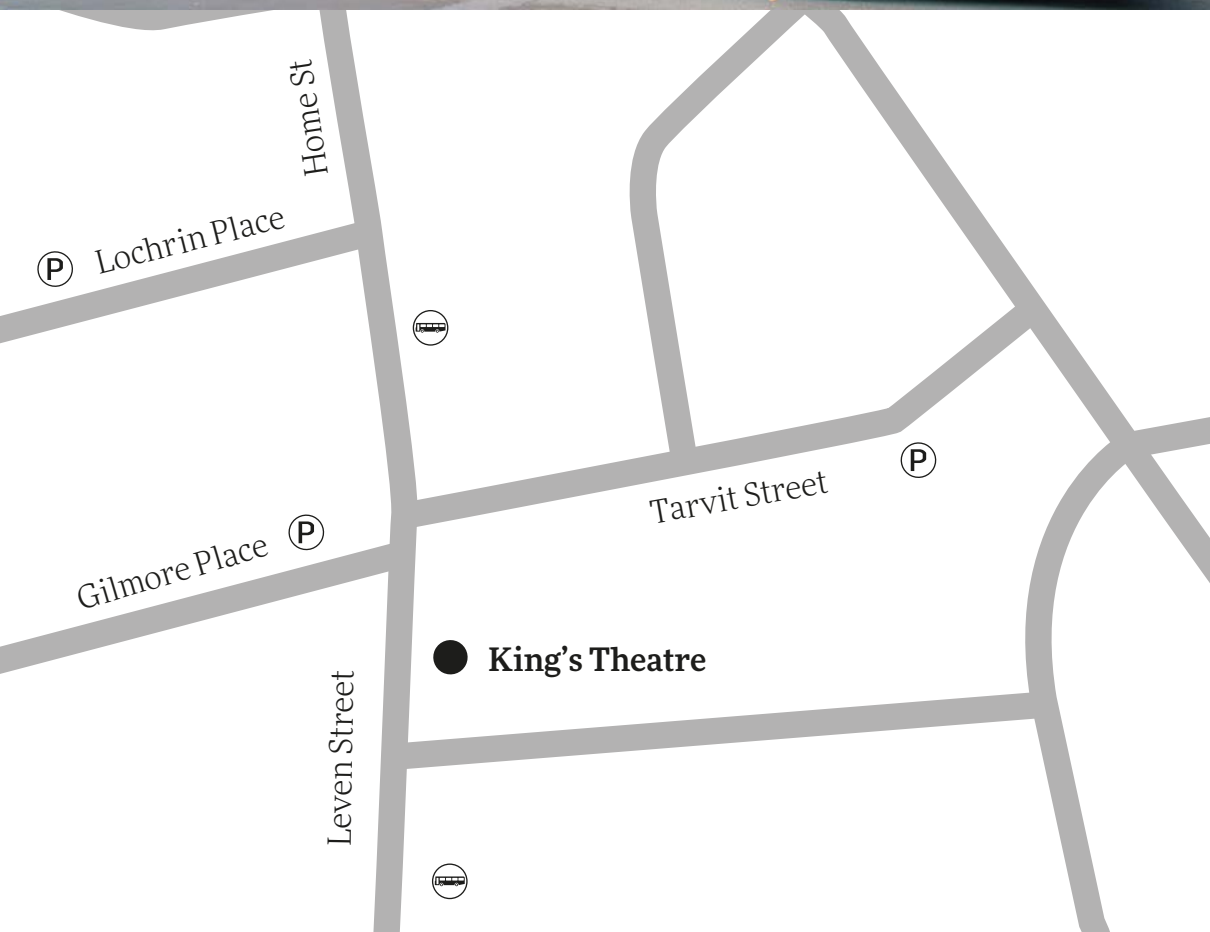 Home St
Lochrin Place
P
Tarvit Street
P
Gilmore Place
P
King’s Theatre
Leven Street